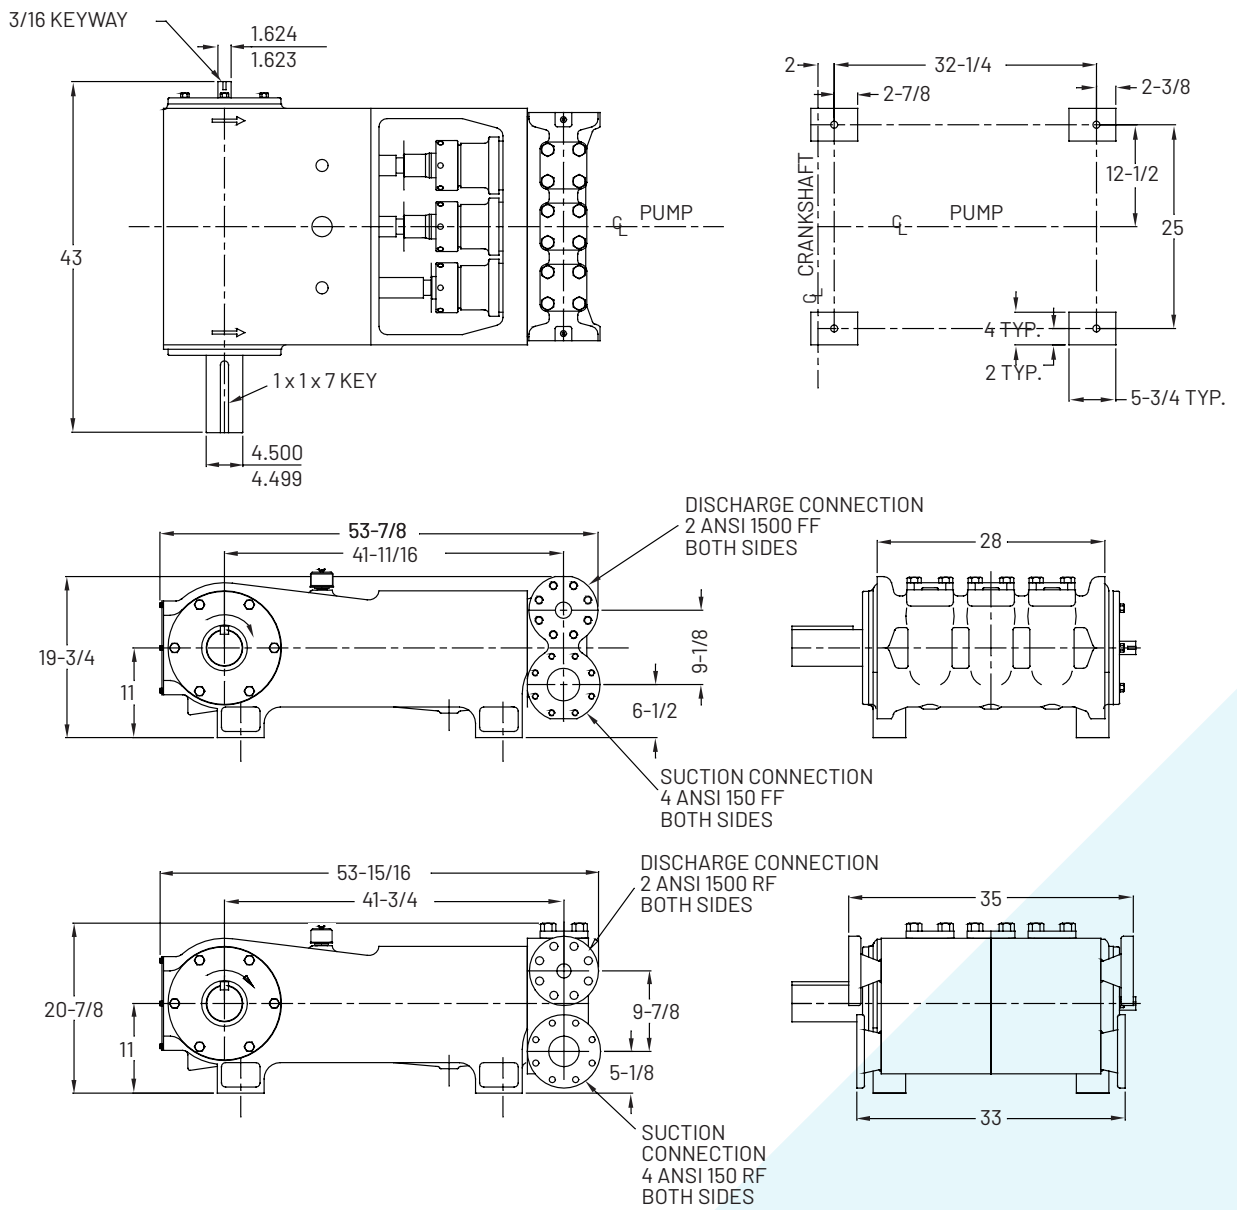 3/16 KEYWAY
1.624
1.623
43
1 x 1 x 7 KEY
4.500
4.499
℄ PUMP
2
32-1/4
2-7/8
2-3/8
12-1/2
25
℄ CRANKSHAFT
℄ PUMP
4 TYP.
2 TYP.
5-3/4 TYP.
53-7/8
41-11/16
19-3/4
11
DISCHARGE CONNECTION
2 ANSI 1500 FF
BOTH SIDES
9-1/8
6-1/2
SUCTION CONNECTION
4 ANSI 150 FF
BOTH SIDES
28
53-15/16
41-3/4
20-7/8
11
DISCHARGE CONNECTION
2 ANSI 1500 RF
BOTH SIDES
9-7/8
5-1/8
SUCTION
CONNECTION
4 ANSI 150 RF
BOTH SIDES
35
33